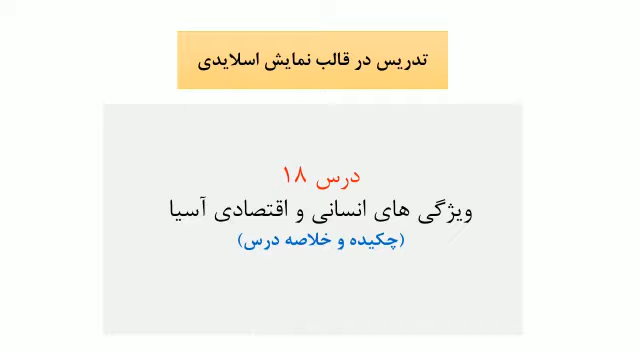 تدریس در قالب نمایش اسلایدی
درس ۱۸
ویژگی های انسانی و اقتصادی آسیا
(چکیده و خلاصه درس)